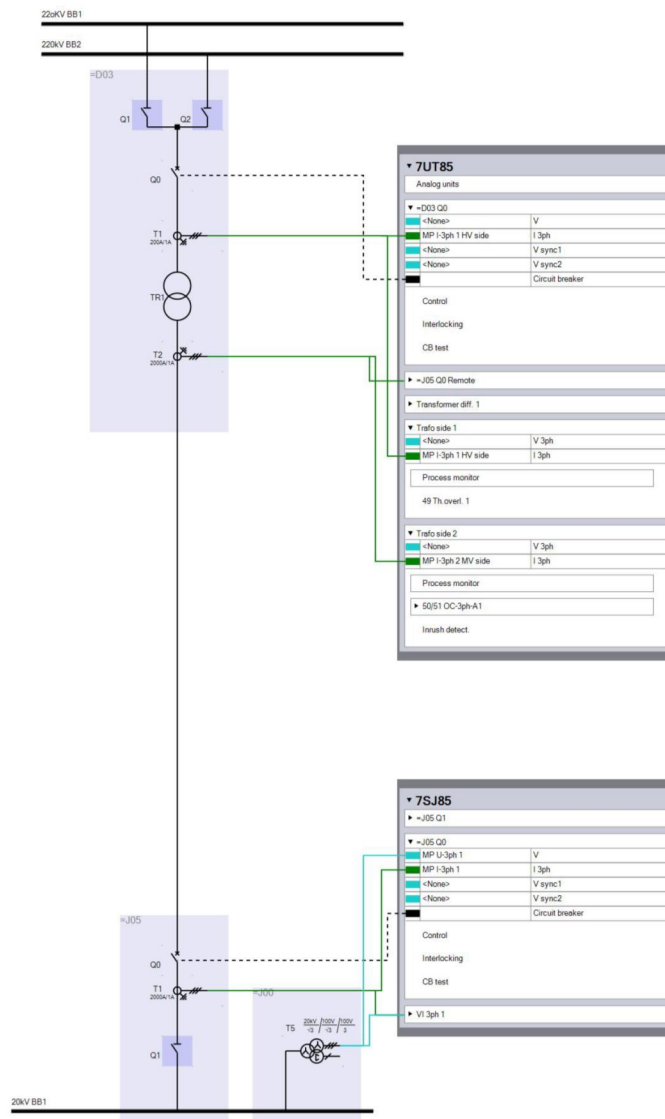 22oKV BB1
220kV BB2
=D03
Q1
Q2
Q0
T1
200A/1A
TR1
T2
2000A/1A
7UT85
Analog units
=D03 Q0
<None> V
MP I-3ph 1 HV side I 3ph
<None> V sync1
<None> V sync2
Circuit breaker
Control
Interlocking
CB test
=J05 Q0 Remote
Transformer diff. 1
Trafo side 1
<None> V 3ph
MP I-3ph 1 HV side I 3ph
Process monitor
49 Th.overl. 1
Trafo side 2
<None> V 3ph
MP I-3ph 2 MV side I 3ph
Process monitor
50/51 OC-3ph-A1
Inrush detect.
7SJ85
=J05 Q1
=J05 Q0
MP U-3ph 1 V
MP I-3ph 1 I 3ph
<None> V sync1
<None> V sync2
Circuit breaker
Control
Interlocking
CB test
VI 3ph 1
=J05
Q0
T1
2000A/1A
Q1
=J00
T5
20kV / 100V / 100V
√3 / √3 / 3
20kV BB1